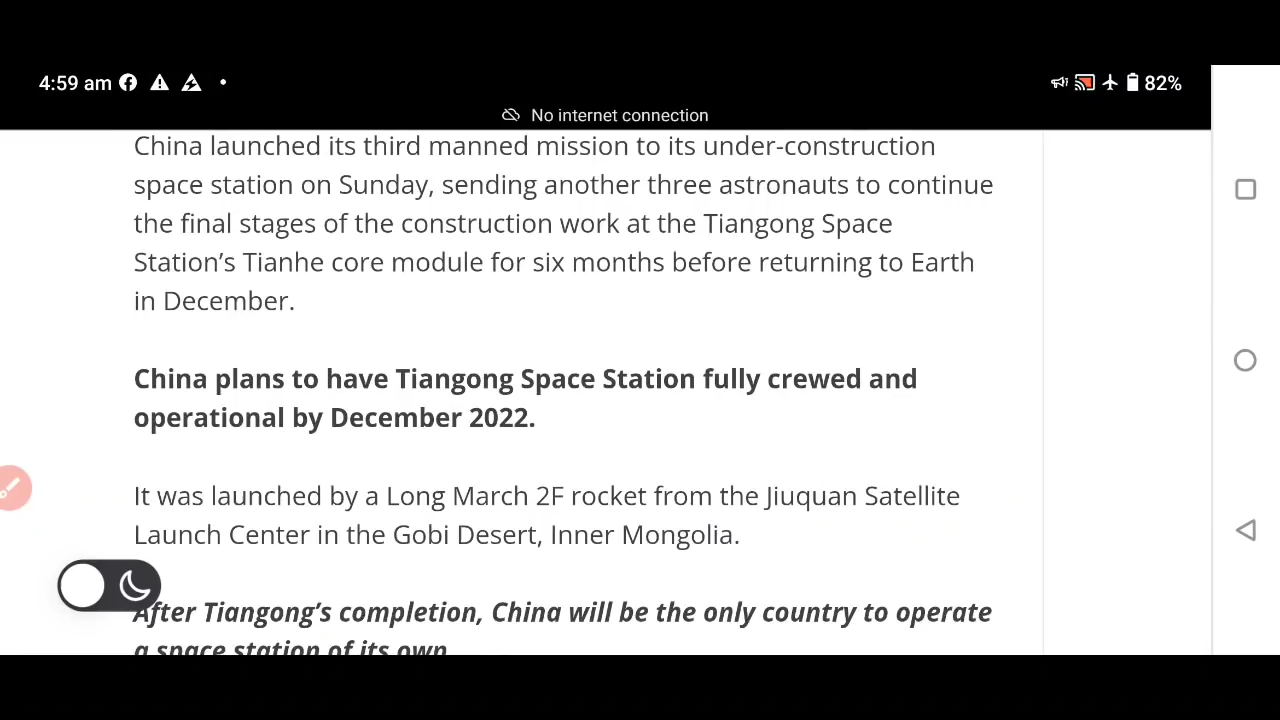 4:59 am
82%
No internet connection
China launched its third manned mission to its under-construction
space station on Sunday, sending another three astronauts to continue
the final stages of the construction work at the Tiangong Space
Station’s Tianhe core module for six months before returning to Earth
in December.
China plans to have Tiangong Space Station fully crewed and
operational by December 2022.
It was launched by a Long March 2F rocket from the Jiuquan Satellite
Launch Center in the Gobi Desert, Inner Mongolia.
After Tiangong’s completion, China will be the only country to operate
a space station of its own